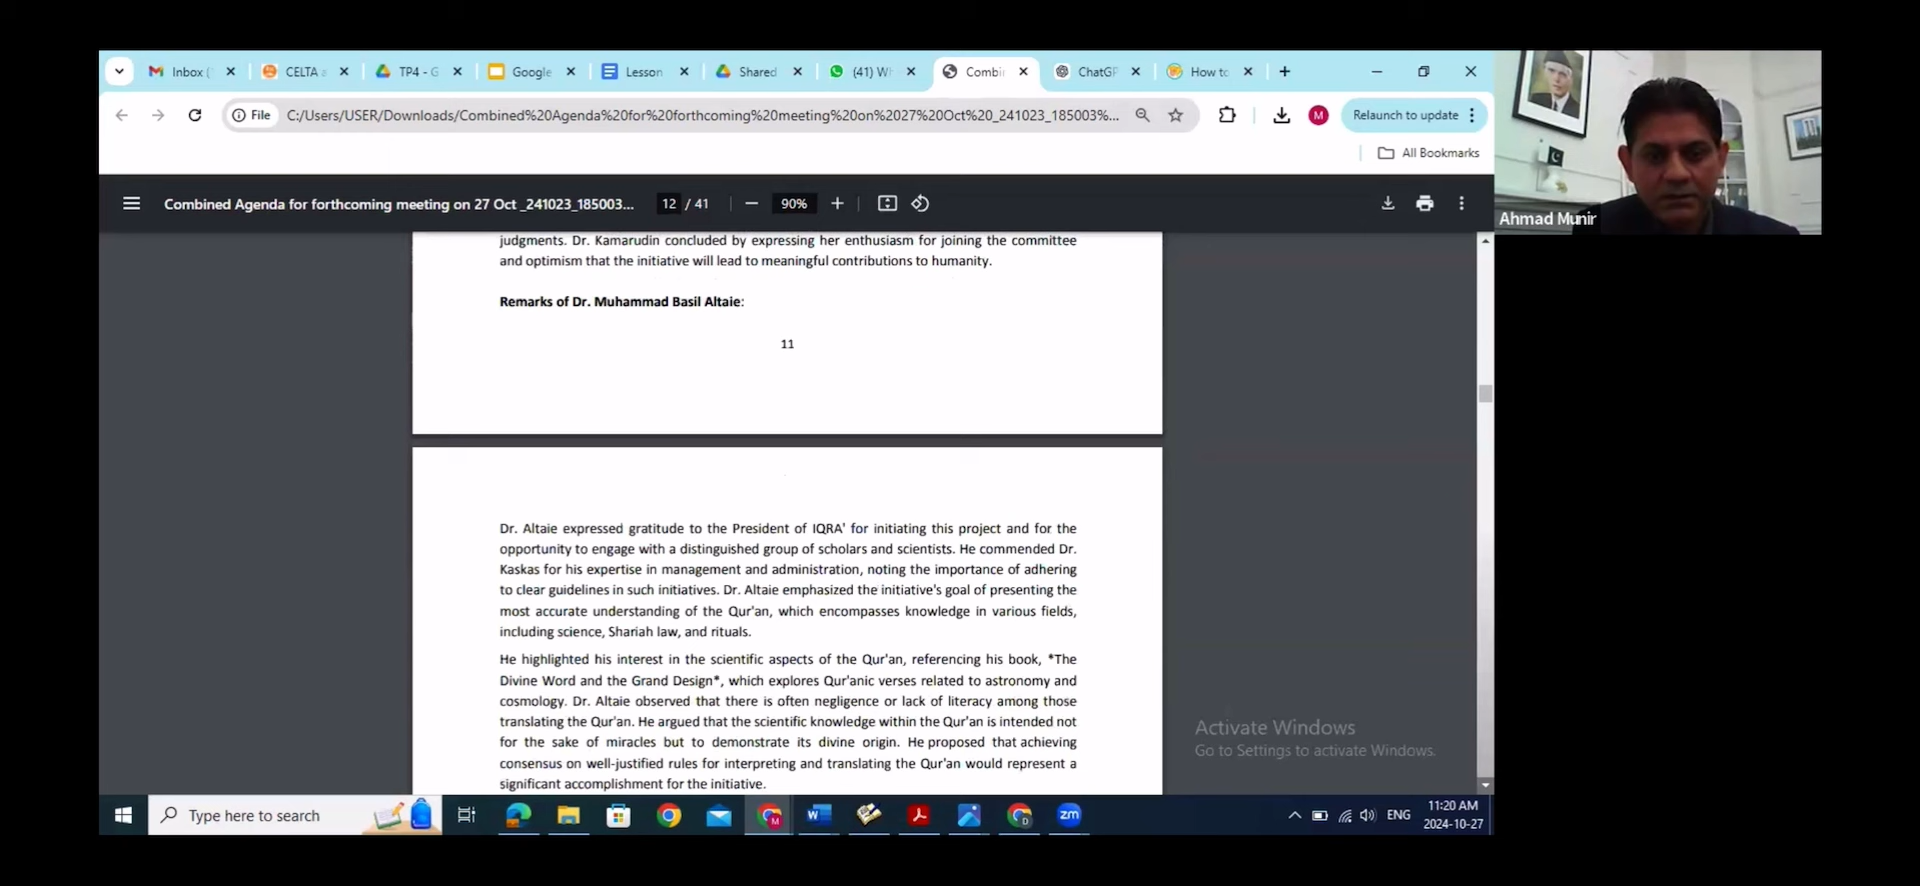 Inbox (
CELTA a
TP4 - G
Google
Lesson
Shared
(41) W
Combi
ChatGP
How to
File
C:/Users/USER/Downloads/Combined%20Agenda%20for%20forthcoming%20meeting%20on%2027%20Oct%20_241023_185003%...
M
Relaunch to update
All Bookmarks
Combined Agenda for forthcoming meeting on 27 Oct _241023_185003...
12 / 41
90%
Ahmad Munir
judgments. Dr. Kamarudin concluded by expressing her enthusiasm for joining the committee
and optimism that the initiative will lead to meaningful contributions to humanity.
Remarks of Dr. Muhammad Basil Altaie:
11
Dr. Altaie expressed gratitude to the President of IQRA' for initiating this project and for the
opportunity to engage with a distinguished group of scholars and scientists. He commended Dr.
Kaskas for his expertise in management and administration, noting the importance of adhering
to clear guidelines in such initiatives. Dr. Altaie emphasized the initiative's goal of presenting the
most accurate understanding of the Qur'an, which encompasses knowledge in various fields,
including science, Shariah law, and rituals.
He highlighted his interest in the scientific aspects of the Qur'an, referencing his book, *The
Divine Word and the Grand Design*, which explores Qur'anic verses related to astronomy and
cosmology. Dr. Altaie observed that there is often negligence or lack of literacy among those
translating the Qur'an. He argued that the scientific knowledge within the Qur'an is intended not
for the sake of miracles but to demonstrate its divine origin. He proposed that achieving
consensus on well-justified rules for interpreting and translating the Qur'an would represent a
significant accomplishment for the initiative.
Activate Windows
Go to Settings to activate Windows.
Type here to search
zm
ENG
11:20 AM
2024-10-27